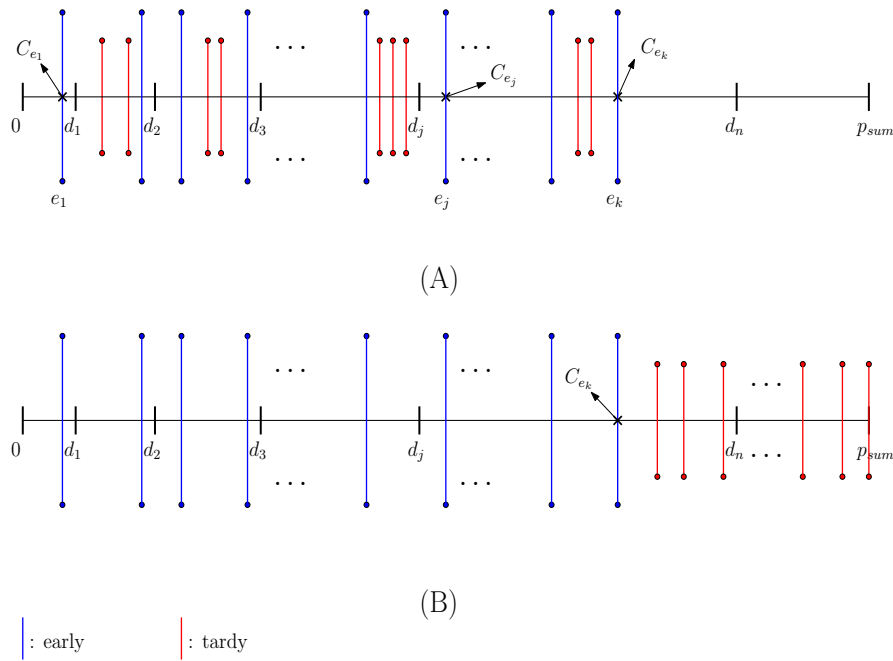 C_{e_1} ... ... C_{e_j} C_{e_k}
0 d_1 d_2 d_3 d_j d_n p_{sum}
... ...
e_1 e_j e_k
(A)
... ... C_{e_k} ...
0 d_1 d_2 d_3 d_j d_n p_{sum}
... ... ...
(B)
: early : tardy